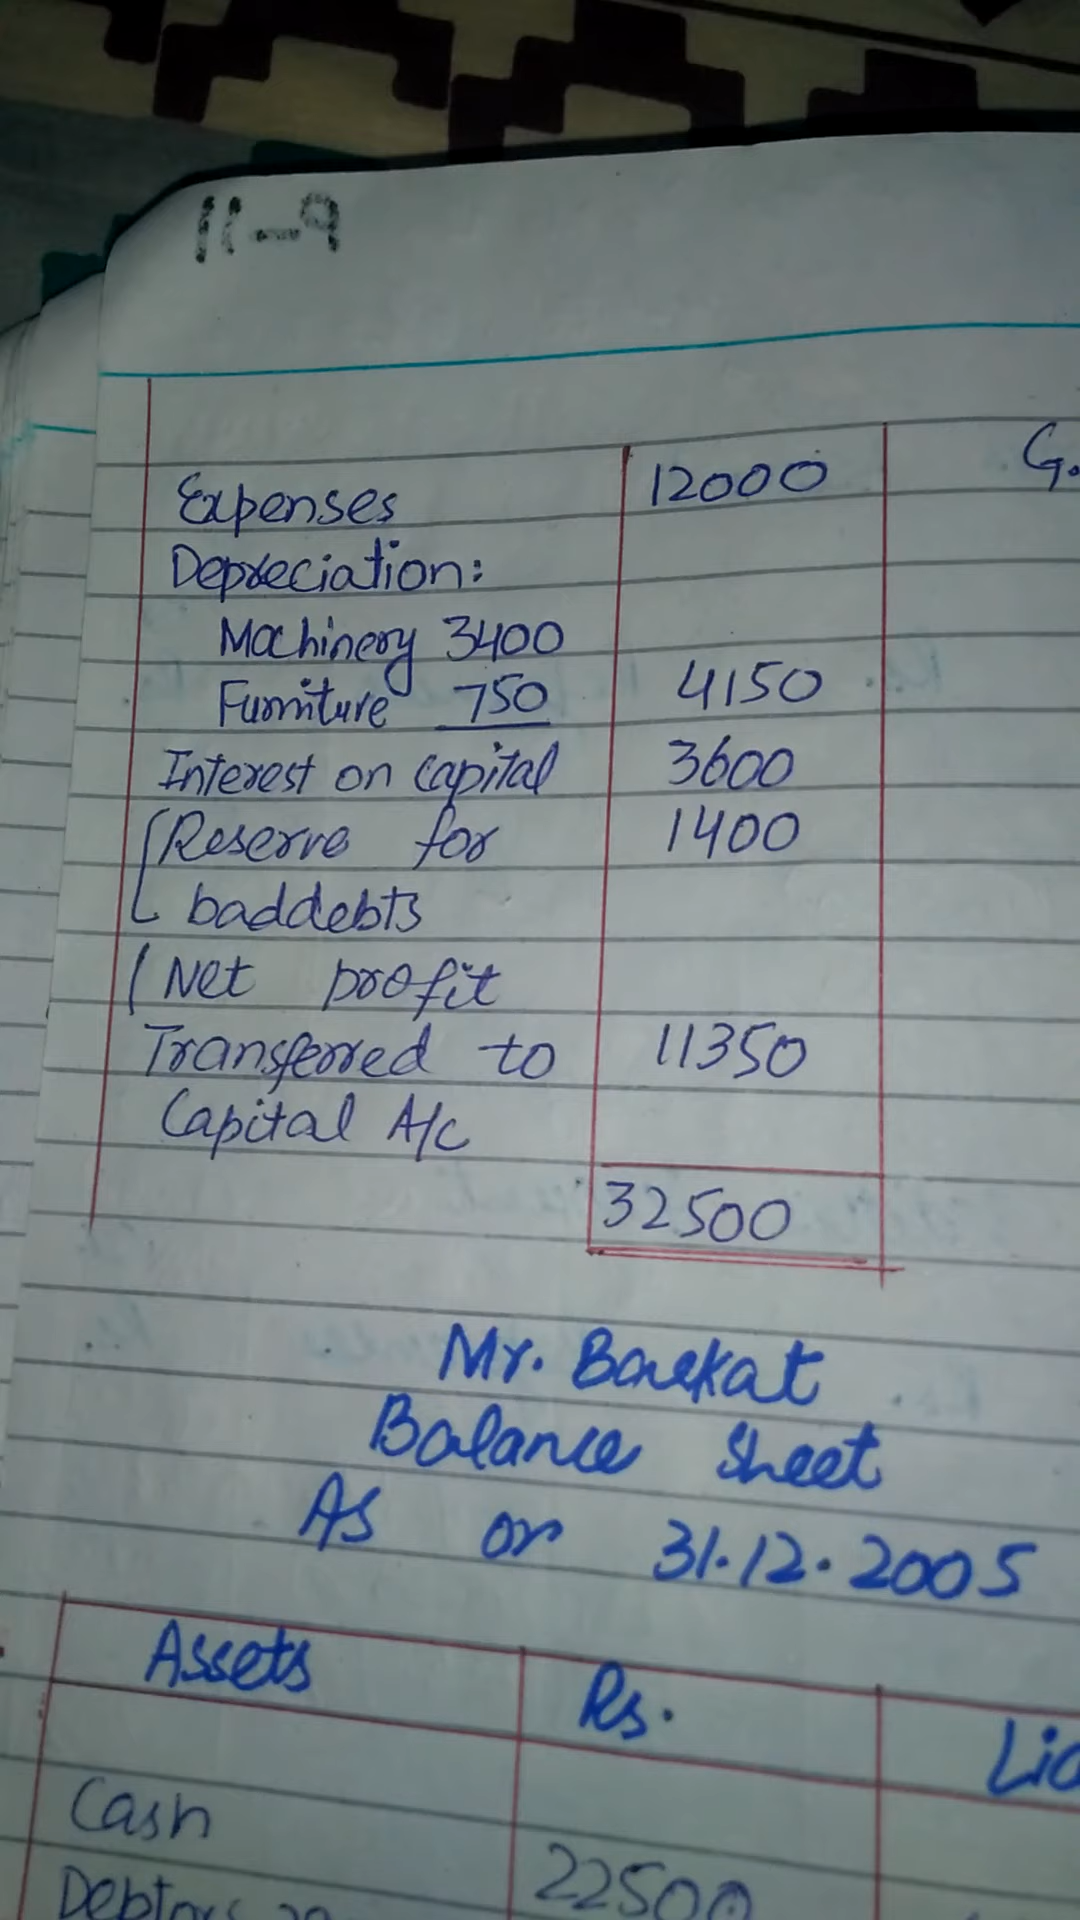 11-9
Expenses 12000 G.
Depreciation:
Machinery 3400
Furniture 750 4150
Interest on Capital 3600
Reserve for 1400
baddebts
Net profit
Transferred to 11350
Capital A/c
32500
Mr. Barkat
Balance Sheet
As on 31.12.2005
Assets Rs.
Cash 22500
Debtors